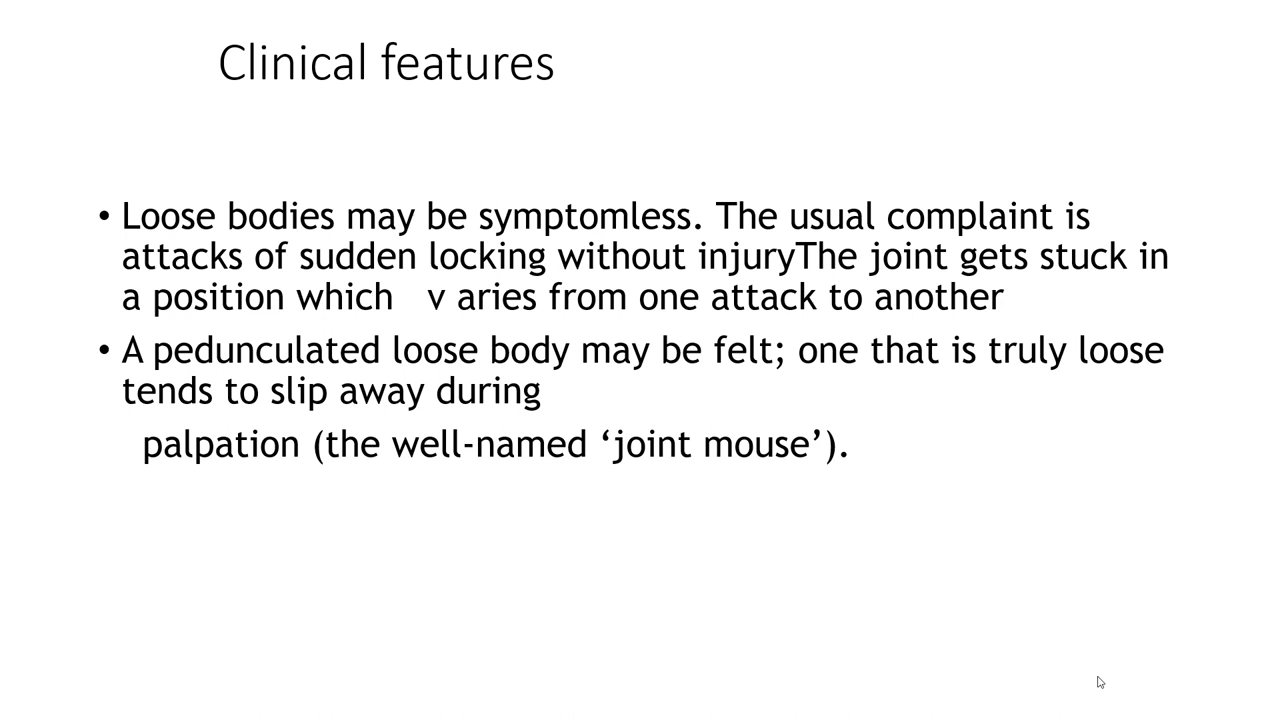 Clinical features
• Loose bodies may be symptomless. The usual complaint is
attacks of sudden locking without injuryThe joint gets stuck in
a position which   v aries from one attack to another
• A pedunculated loose body may be felt; one that is truly loose
tends to slip away during
palpation (the well-named ‘joint mouse’).